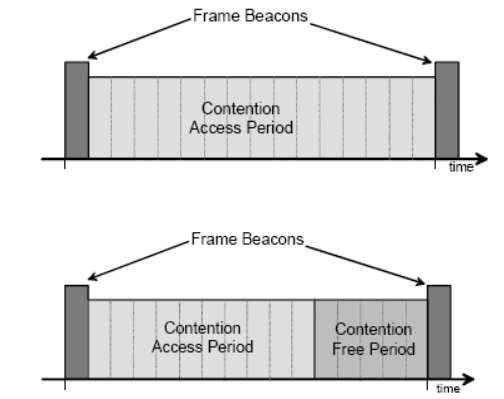 Frame Beacons
Contention
Access Period
time
Frame Beacons
Contention
Access Period
Contention
Free Period
time